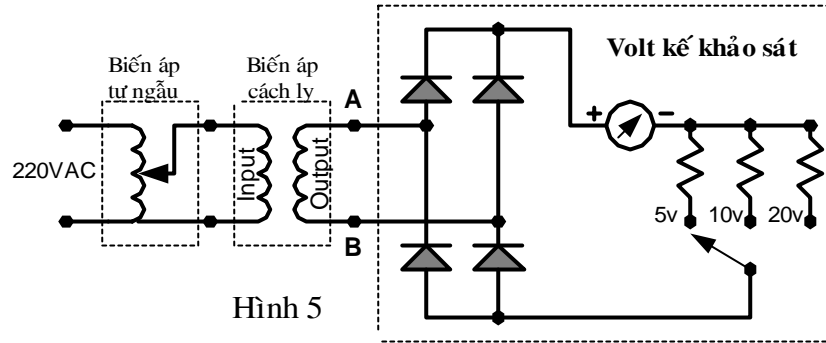 Volt kế khảo sát
Biến áp
tự ngẫu
Biến áp
cách ly
A
+
-
220VAC
Input
Output
5v
10v
20v
B
Hình 5